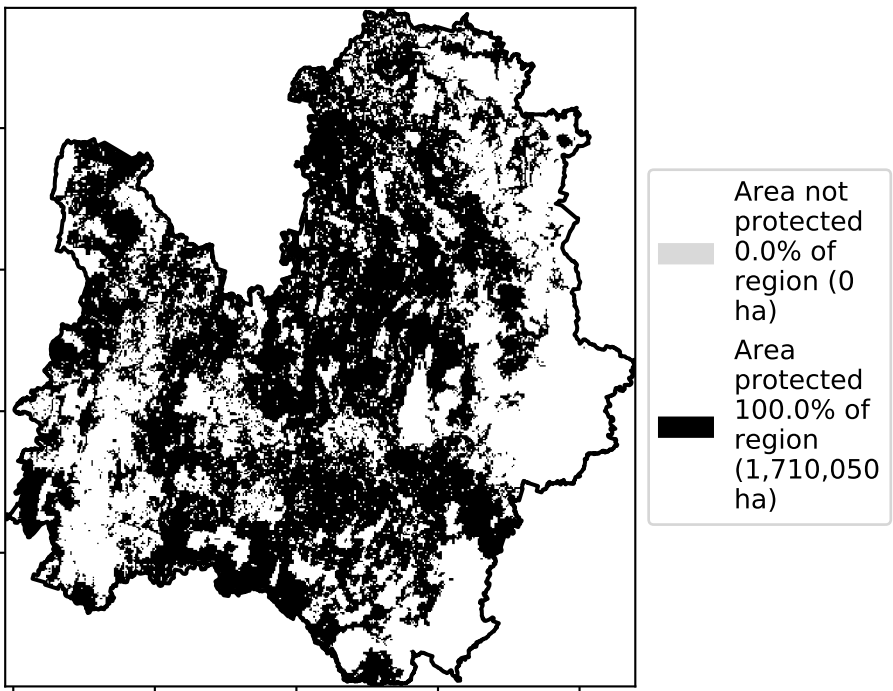 Area not
protected
0.0% of
region (0
ha)
Area
protected
100.0% of
region
(1,710,050
ha)